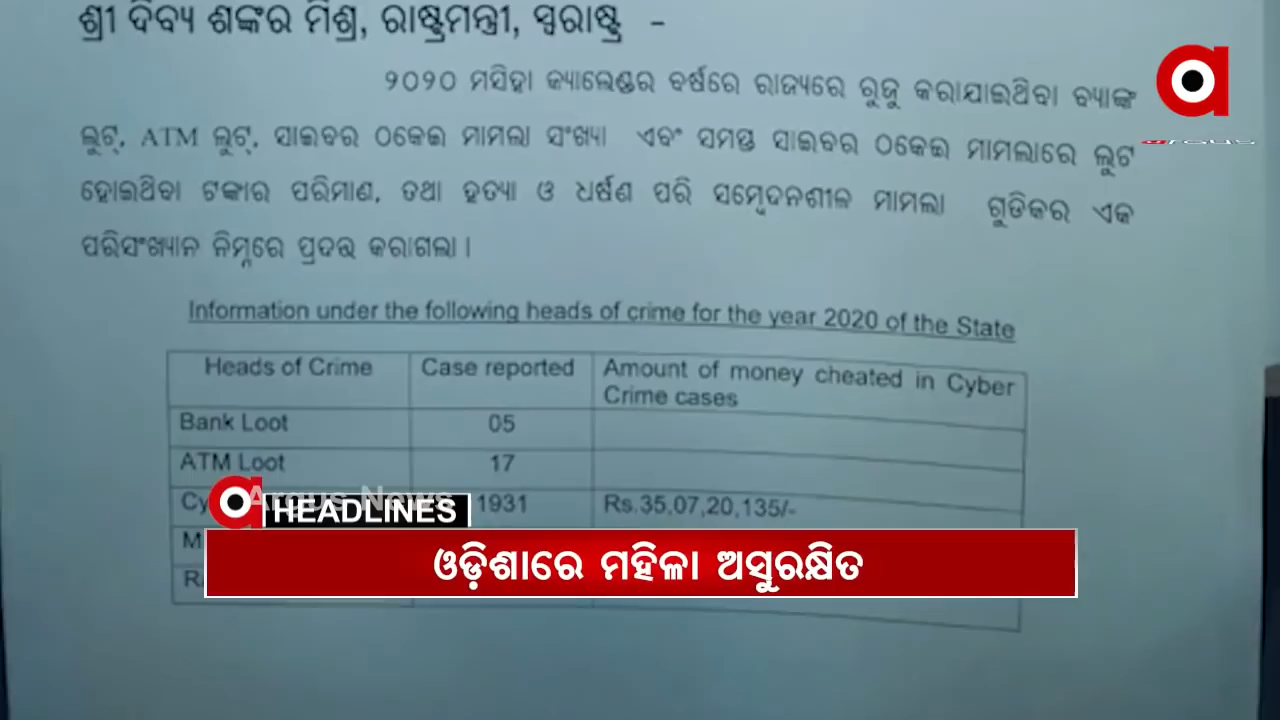 ଶ୍ରୀ ଦିବ୍ୟ ଶଙ୍କର ମିଶ୍ର, ରାଷ୍ଟ୍ରମନ୍ତ୍ରୀ, ସ୍ୱରାଷ୍ଟ୍ର –
୨୦୨୦ ମସିହା କ୍ୟାଲେଣ୍ଡର ବର୍ଷରେ ରାଜ୍ୟରେ ରୁଜୁ କରାଯାଇଥିବା ବ୍ୟାଙ୍କ
ଲୁଟ୍, ATM ଲୁଟ୍, ସାଇବର ଠକେଇ ମାମଲା ସଂଖ୍ୟା ଏବଂ ସମସ୍ତ ସାଇବର ଠକେଇ ମାମଲାରେ ଲୁଟ
ହୋଇଥିବା ଟଙ୍କାର ପରିମାଣ, ତଥା ହତ୍ୟା ଓ ଧର୍ଷଣ ପରି ସମ୍ବେଦନଶୀଳ ମାମଲା ଗୁଡିକର ଏକ
ପରିସଂଖ୍ୟାନ ନିମ୍ନରେ ପ୍ରଦତ୍ତ କରାଗଲା।
Information under the following heads of crime for the year 2020 of the State
Heads of Crime Case reported Amount of money cheated in Cyber Crime cases
Bank Loot 05
ATM Loot 17
Cy 1931 Rs.35,07,20,135/-
Argus News
HEADLINES
ଓଡ଼ିଶାରେ ମହିଳା ଅସୁରକ୍ଷିତ